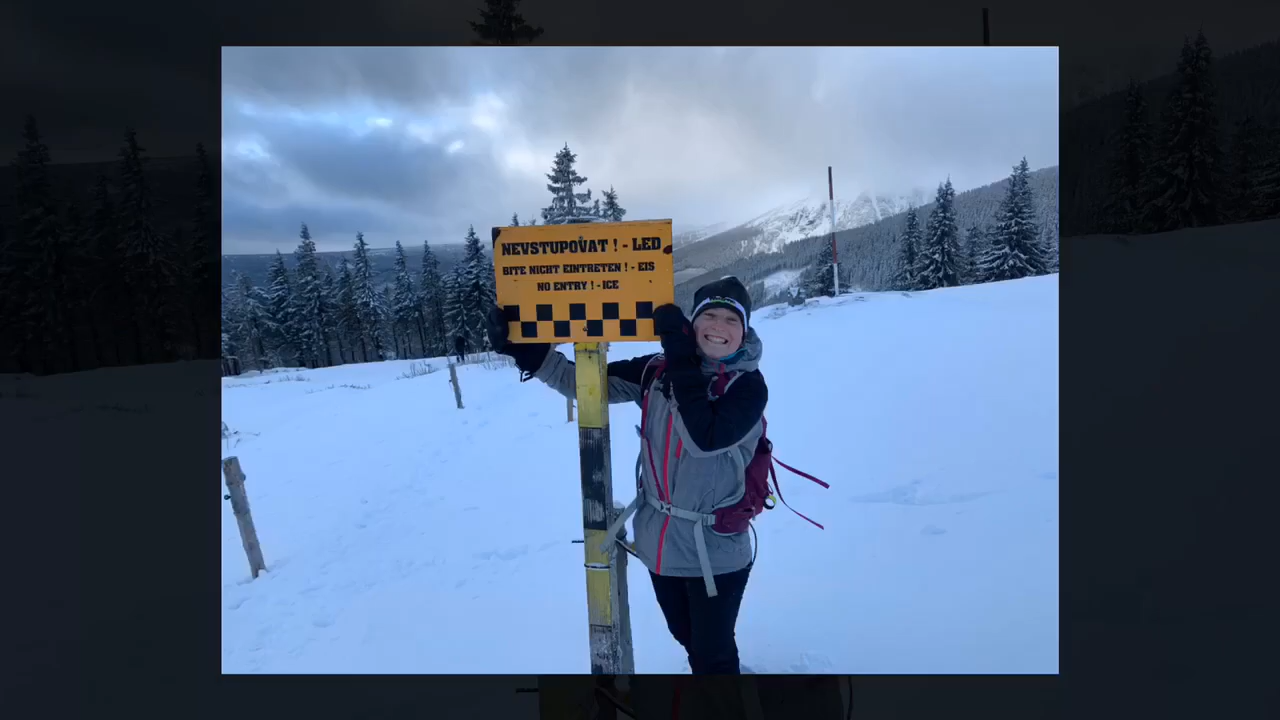 NEVSTUPOVAT ! - LED
BITE NICHT EINTRETEN ! - EIS
NO ENTRY ! - ICE